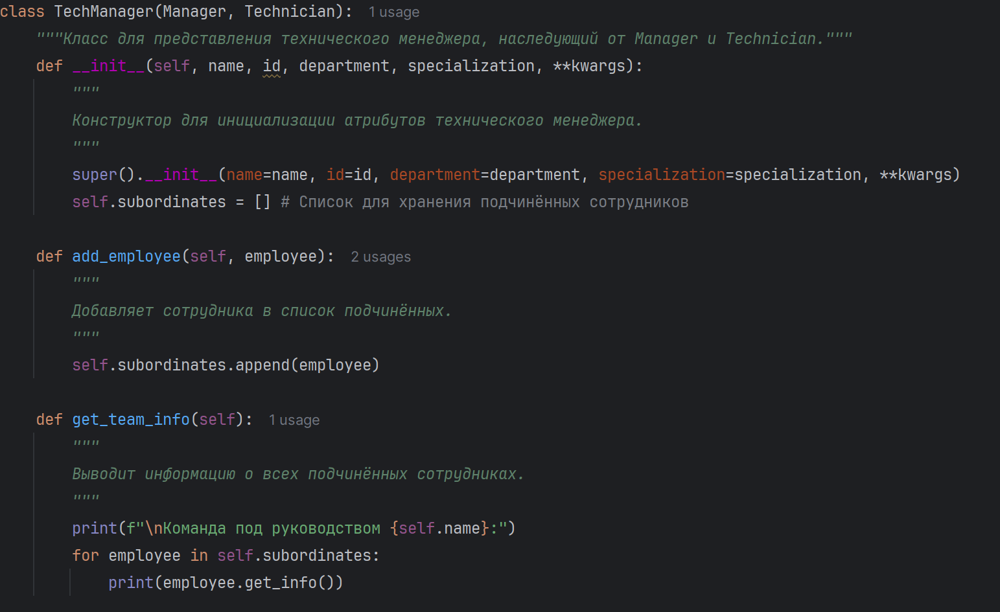 class TechManager(Manager, Technician): 1 usage
    """Класс для представления технического менеджера, наследующий от Manager и Technician."""
    def __init__(self, name, id, department, specialization, **kwargs):
        """
        Конструктор для инициализации атрибутов технического менеджера.
        """
        super().__init__(name=name, id=id, department=department, specialization=specialization, **kwargs)
        self.subordinates = [] # Список для хранения подчинённых сотрудников

    def add_employee(self, employee): 2 usages
        """
        Добавляет сотрудника в список подчинённых.
        """
        self.subordinates.append(employee)

    def get_team_info(self): 1 usage
        """
        Выводит информацию о всех подчинённых сотрудниках.
        """
        print(f"\nКоманда под руководством {self.name}:")
        for employee in self.subordinates:
            print(employee.get_info())